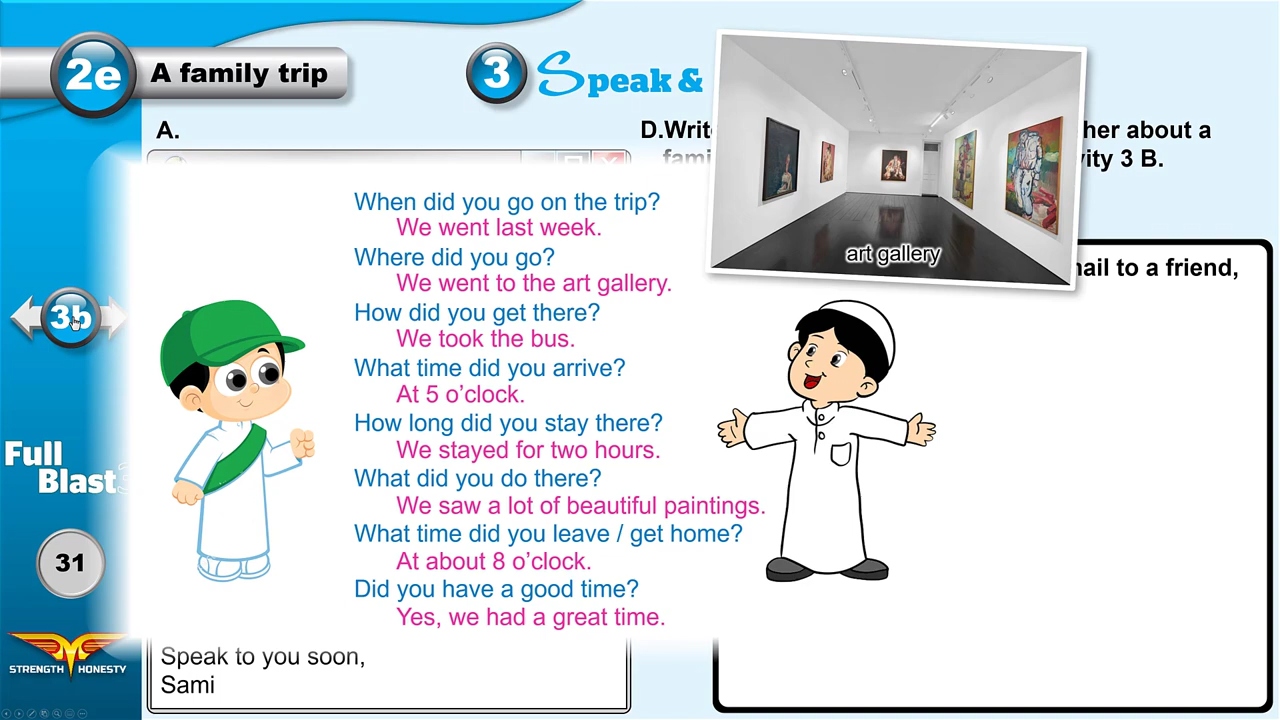 2e
A family trip
3
Speak &
A.
D.Write
her about a
vity 3 B.
When did you go on the trip?
We went last week.
Where did you go?
We went to the art gallery.
How did you get there?
We took the bus.
What time did you arrive?
At 5 o’clock.
How long did you stay there?
We stayed for two hours.
What did you do there?
We saw a lot of beautiful paintings.
What time did you leave / get home?
At about 8 o’clock.
Did you have a good time?
Yes, we had a great time.
art gallery
nail to a friend,
3b
Full
Blast
31
STRENGTH HONESTY
Speak to you soon,
Sami